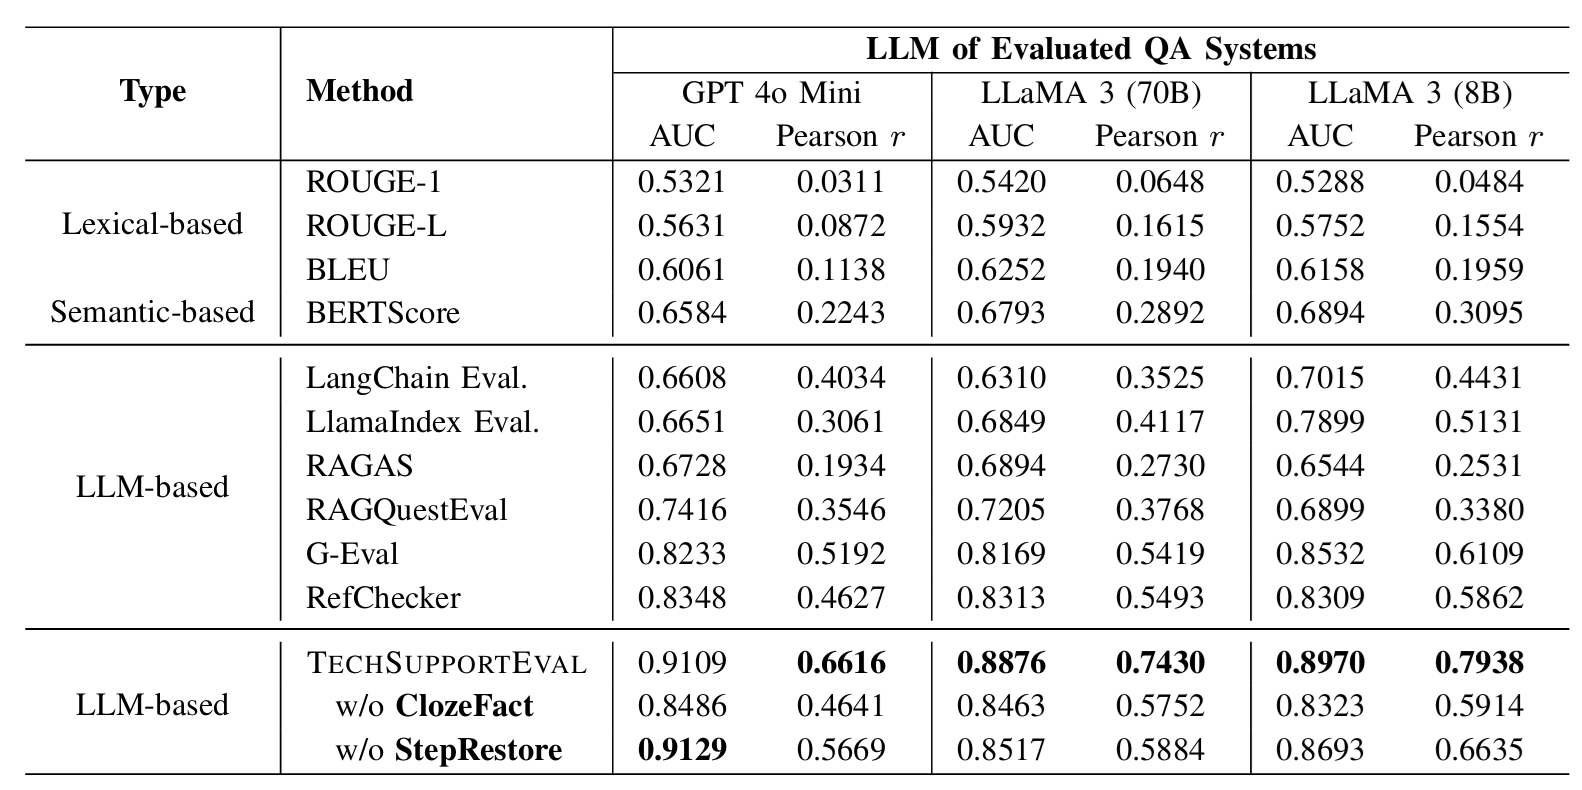 LLM of Evaluated QA Systems
Type Method
GPT 4o Mini LLaMA 3 (70B) LLaMA 3 (8B)
AUC Pearson r AUC Pearson r AUC Pearson r
ROUGE-1 0.5321 0.0311 0.5420 0.0648 0.5288 0.0484
Lexical-based ROUGE-L 0.5631 0.0872 0.5932 0.1615 0.5752 0.1554
BLEU 0.6061 0.1138 0.6252 0.1940 0.6158 0.1959
Semantic-based BERTScore 0.6584 0.2243 0.6793 0.2892 0.6894 0.3095
LangChain Eval. 0.6608 0.4034 0.6310 0.3525 0.7015 0.4431
LlamaIndex Eval. 0.6651 0.3061 0.6849 0.4117 0.7899 0.5131
RAGAS 0.6728 0.1934 0.6894 0.2730 0.6544 0.2531
LLM-based
RAGQuestEval 0.7416 0.3546 0.7205 0.3768 0.6899 0.3380
G-Eval 0.8233 0.5192 0.8169 0.5419 0.8532 0.6109
RefChecker 0.8348 0.4627 0.8313 0.5493 0.8309 0.5862
TECHSUPPORTEVAL 0.9109 0.6616 0.8876 0.7430 0.8970 0.7938
LLM-based w/o ClozeFact 0.8486 0.4641 0.8463 0.5752 0.8323 0.5914
w/o StepRestore 0.9129 0.5669 0.8517 0.5884 0.8693 0.6635